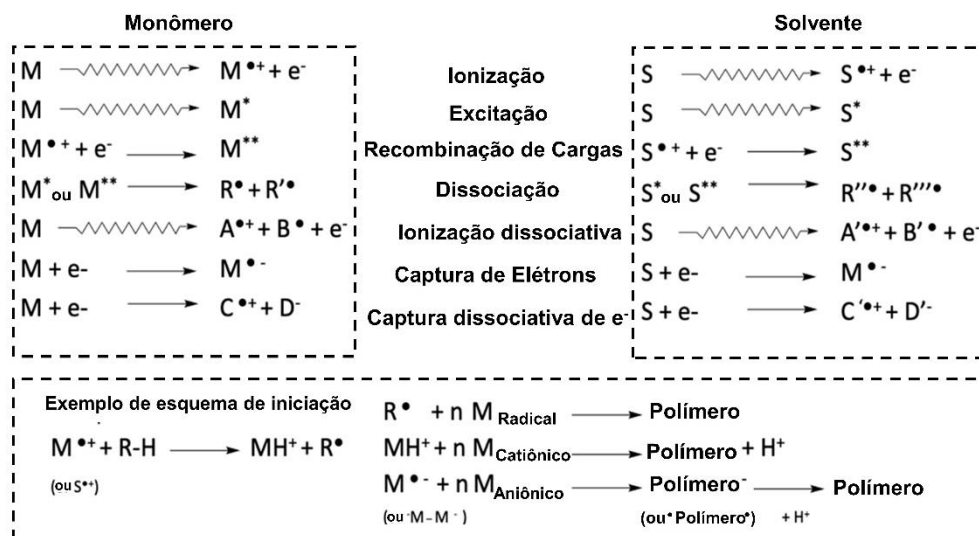 Monômero Solvente
M M•+ + e- Ionização S S•+ + e-
M M* Excitação S S*
M•+ + e- M** Recombinação de Cargas S•+ + e- S**
M* ou M** R• + R'• Dissociação S* ou S** R''• + R'''•
M A•+ + B• + e- Ionização dissociativa S A'•+ + B'• + e-
M + e- M•- Captura de Elétrons S + e- M•-
M + e- C•+ + D- Captura dissociativa de e- S + e- C'•+ + D'-
Exemplo de esquema de iniciação
R• + n M Radical Polímero
M•+ + R-H MH+ + R•
MH+ + n M Catiônico Polímero + H+
(ou S•+)
M•- + n M Aniônico Polímero- Polímero
(ou -M-M-) (ou •Polímero•) + H+